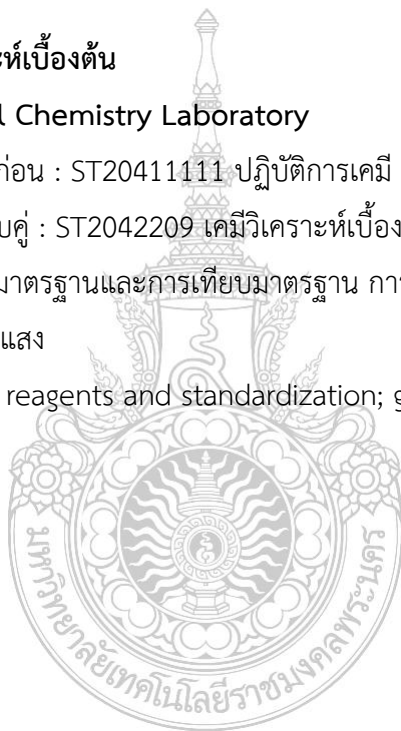 ะห์เบื้องต้น
l Chemistry Laboratory
ก่อน : ST20411111 ปฏิบัติการเคมี
บคู่ : ST2042209 เคมีวิเคราะห์เบื้อง
มาตรฐานและการเทียบมาตรฐาน กา
แสง
reagents and standardization; g
มหาวิทยาลัยเทคโนโลยีราชมงคลพระนคร